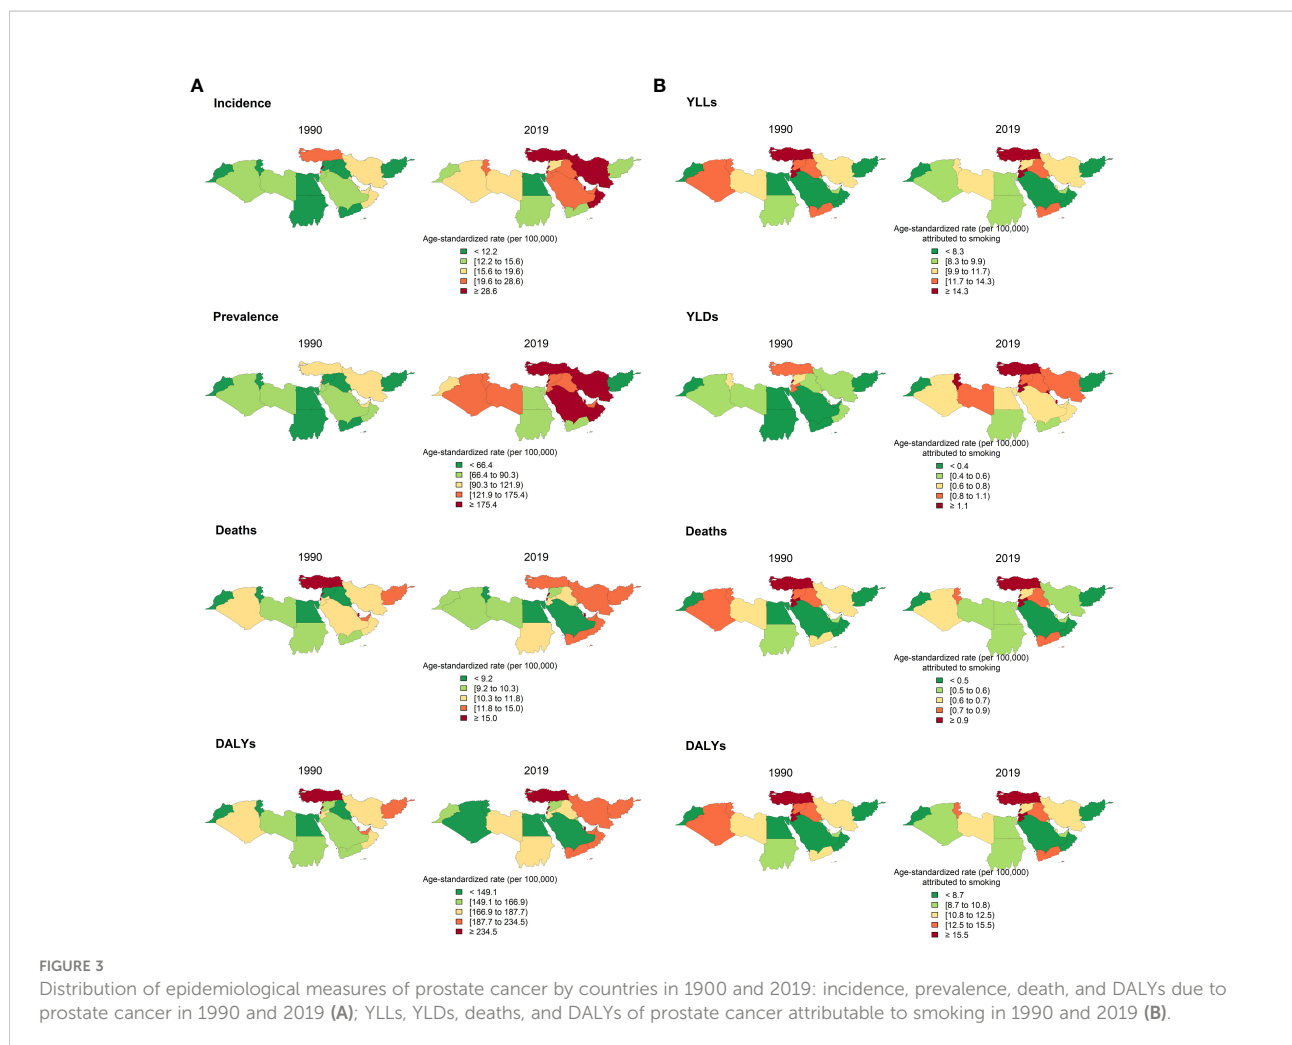 A
Incidence
1990
2019
Age-standardized rate (per 100,000)
< 12.2
[12.2 to 15.6)
[15.6 to 19.6)
[19.6 to 28.6)
≥ 28.6
Prevalence
1990
2019
Age-standardized rate (per 100,000)
< 66.4
[66.4 to 90.3)
[90.3 to 121.9)
[121.9 to 175.4)
≥ 175.4
Deaths
1990
2019
Age-standardized rate (per 100,000)
< 9.2
[9.2 to 10.3)
[10.3 to 11.8)
[11.8 to 15.0)
≥ 15.0
DALYs
1990
2019
Age-standardized rate (per 100,000)
< 149.1
[149.1 to 166.9)
[166.9 to 187.7)
[187.7 to 234.5)
≥ 234.5
B
YLLs
1990
2019
Age-standardized rate (per 100,000)
attributed to smoking
< 8.3
[8.3 to 9.9)
[9.9 to 11.7)
[11.7 to 14.3)
≥ 14.3
YLDs
1990
2019
Age-standardized rate (per 100,000)
attributed to smoking
< 0.4
[0.4 to 0.6)
[0.6 to 0.8)
[0.8 to 1.1)
≥ 1.1
Deaths
1990
2019
Age-standardized rate (per 100,000)
attributed to smoking
< 0.5
[0.5 to 0.6)
[0.6 to 0.7)
[0.7 to 0.9)
≥ 0.9
DALYs
1990
2019
Age-standardized rate (per 100,000)
attributed to smoking
< 8.7
[8.7 to 10.8)
[10.8 to 12.5)
[12.5 to 15.5)
≥ 15.5
FIGURE 3
Distribution of epidemiological measures of prostate cancer by countries in 1900 and 2019: incidence, prevalence, death, and DALYs due to
prostate cancer in 1990 and 2019 (A); YLLs, YLDs, deaths, and DALYs of prostate cancer attributable to smoking in 1990 and 2019 (B).